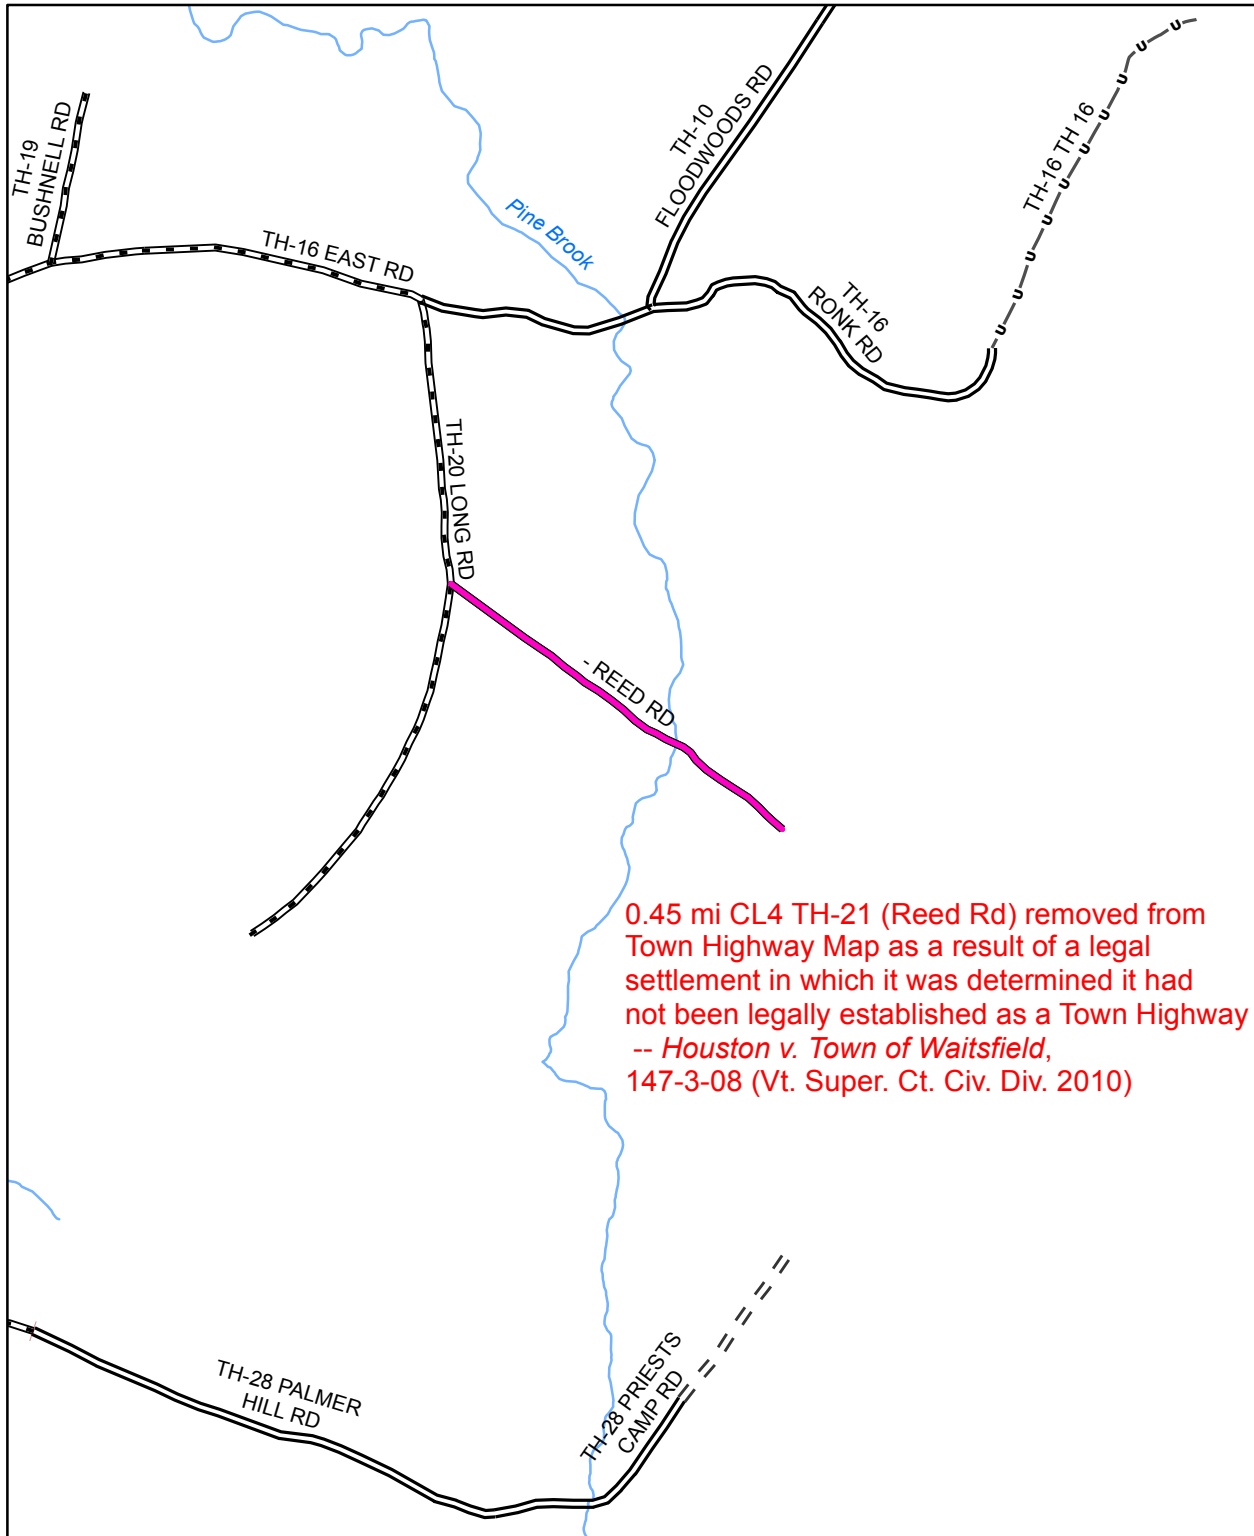 TH-10
FLOODWOODS RD
TH-16 TH 16
U U U U U U U U U U U U
TH-19
BUSHNELL RD
Pine Brook
TH-16 EAST RD
TH-16
RONK RD
TH-20 LONG RD
- REED RD
0.45 mi CL4 TH-21 (Reed Rd) removed from
Town Highway Map as a result of a legal
settlement in which it was determined it had
not been legally established as a Town Highway
-- Houston v. Town of Waitsfield,
147-3-08 (Vt. Super. Ct. Civ. Div. 2010)
TH-28 PALMER
HILL RD
TH-28 PRIESTS
CAMP RD